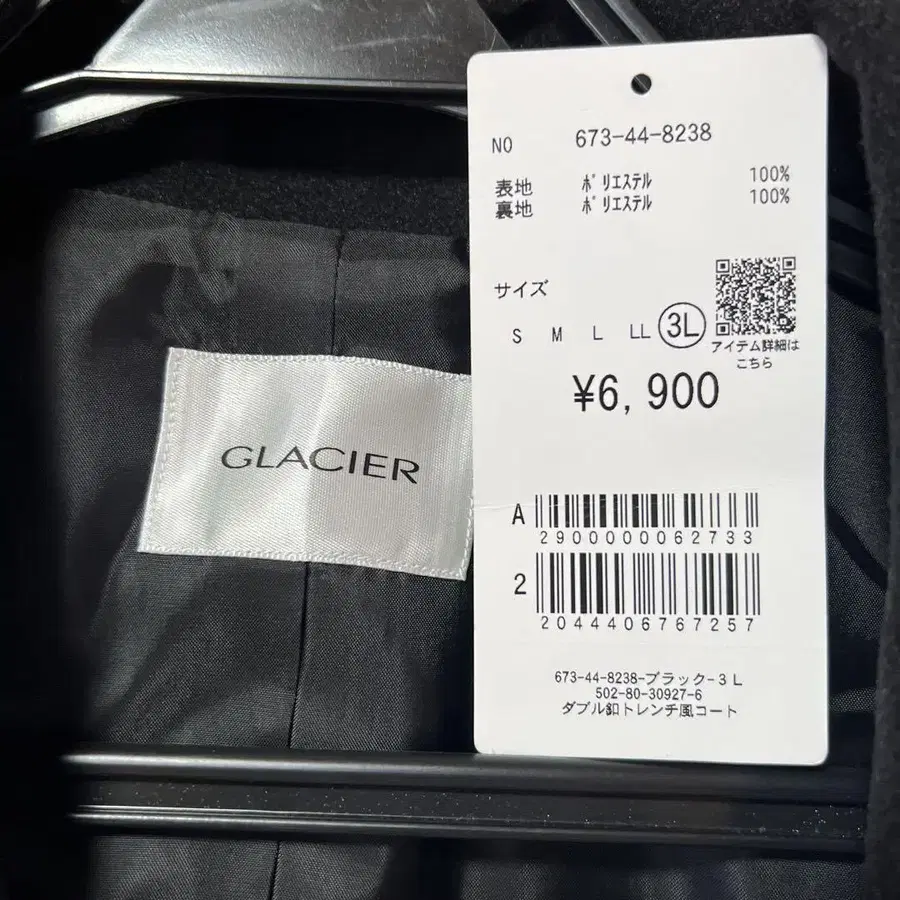 GLACIER
NO 673-44-8238
表地 ポリエステル 100%
裏地 ポリエステル 100%
サイズ
S M L LL 3L
アイテム詳細は
こちら
¥6,900
A
2900000062733
2
2044406767257
673-44-8238-ブラック-3L
502-80-30927-6
ダブル釦トレンチ風コート